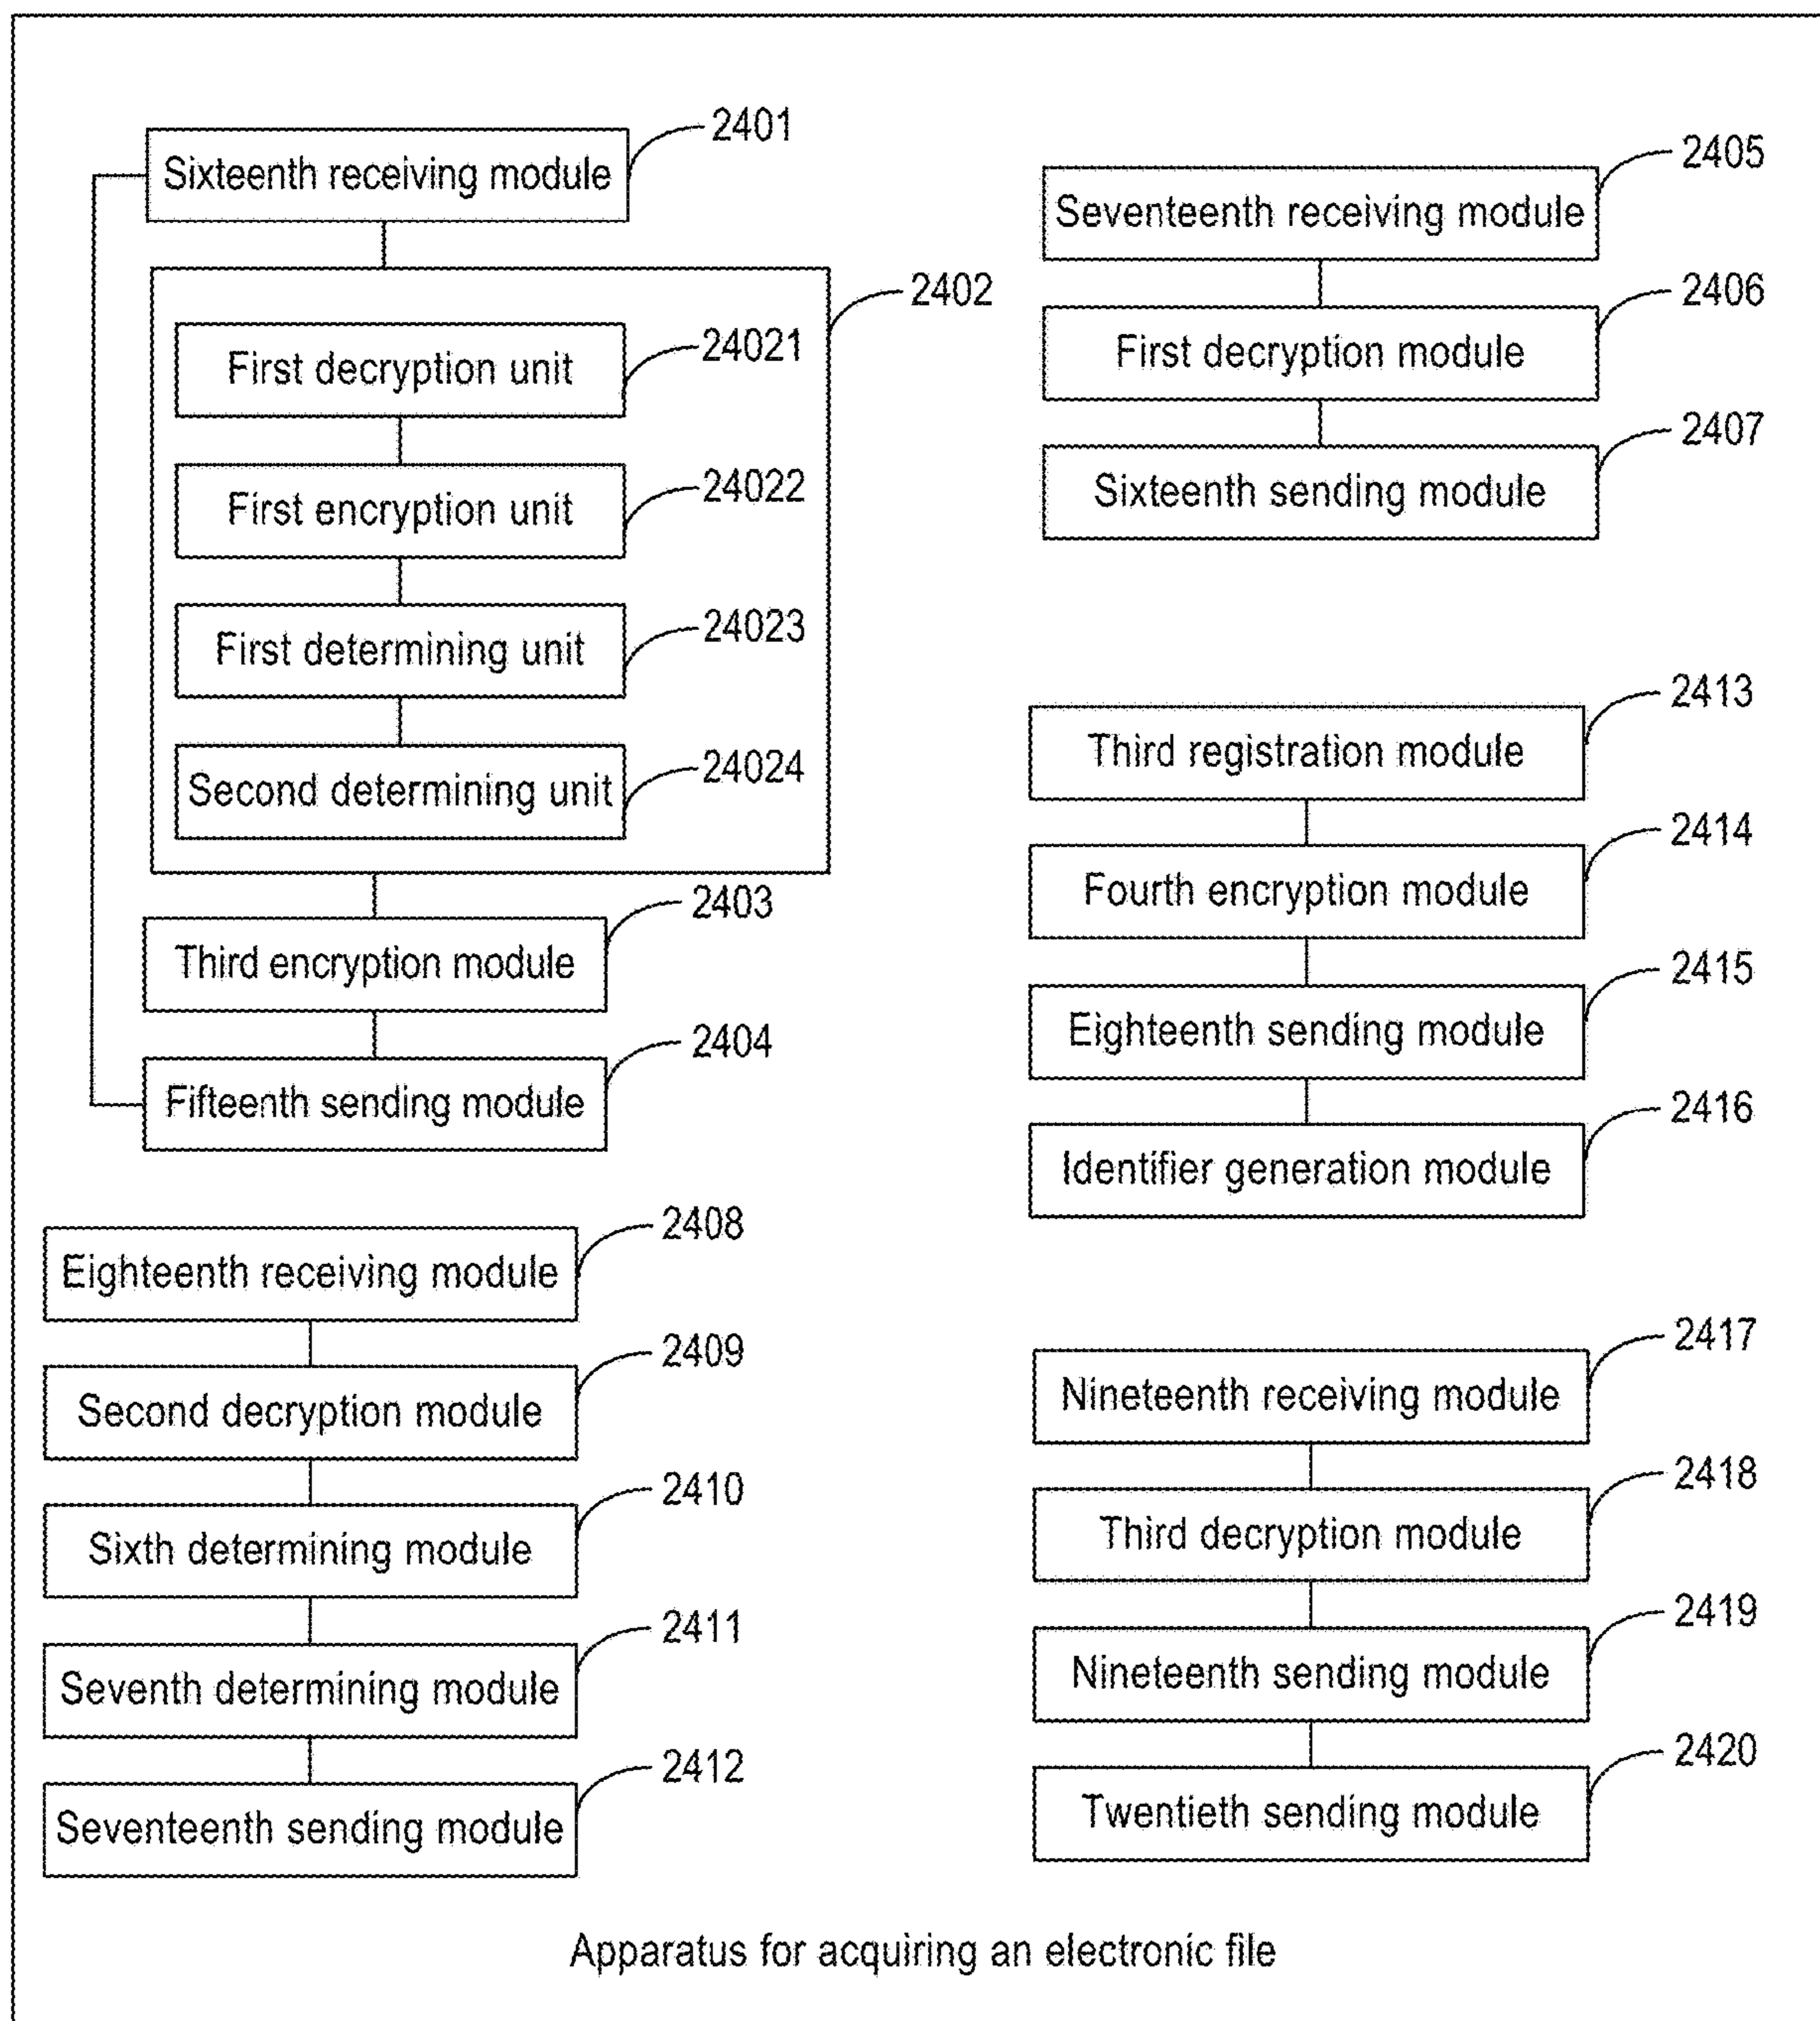 2401
Sixteenth receiving module
2402
First decryption unit
24021
First encryption unit
24022
First determining unit
24023
Second determining unit
24024
2403
Third encryption module
2404
Fifteenth sending module
2405
Seventeenth receiving module
2406
First decryption module
2407
Sixteenth sending module
2408
Eighteenth receiving module
2409
Second decryption module
2410
Sixth determining module
2411
Seventh determining module
2412
Seventeenth sending module
2413
Third registration module
2414
Fourth encryption module
2415
Eighteenth sending module
2416
Identifier generation module
2417
Nineteenth receiving module
2418
Third decryption module
2419
Nineteenth sending module
2420
Twentieth sending module
Apparatus for acquiring an electronic file